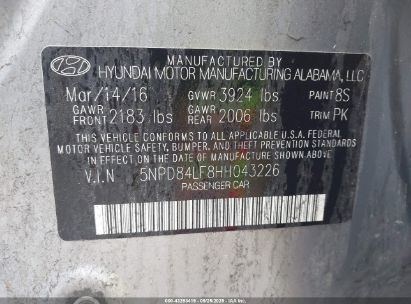 MANUFACTURED BY
HYUNDAI MOTOR MANUFACTURING ALABAMA, LLC
Mar/14/16 GVWR 3924 lbs PAINT 8S
GAWR FRONT 2183 lbs GAWR REAR 2006 lbs TRIM PK
THIS VEHICLE CONFORMS TO ALL APPLICABLE U.S. FEDERAL
MOTOR VEHICLE SAFETY, BUMPER, AND THEFT PREVENTION
STANDARDS IN EFFECT ON THE DATE OF MANUFACTURE SHOWN ABOVE.
V.I.N 5NPD84LF8HH043226
PASSENGER CAR